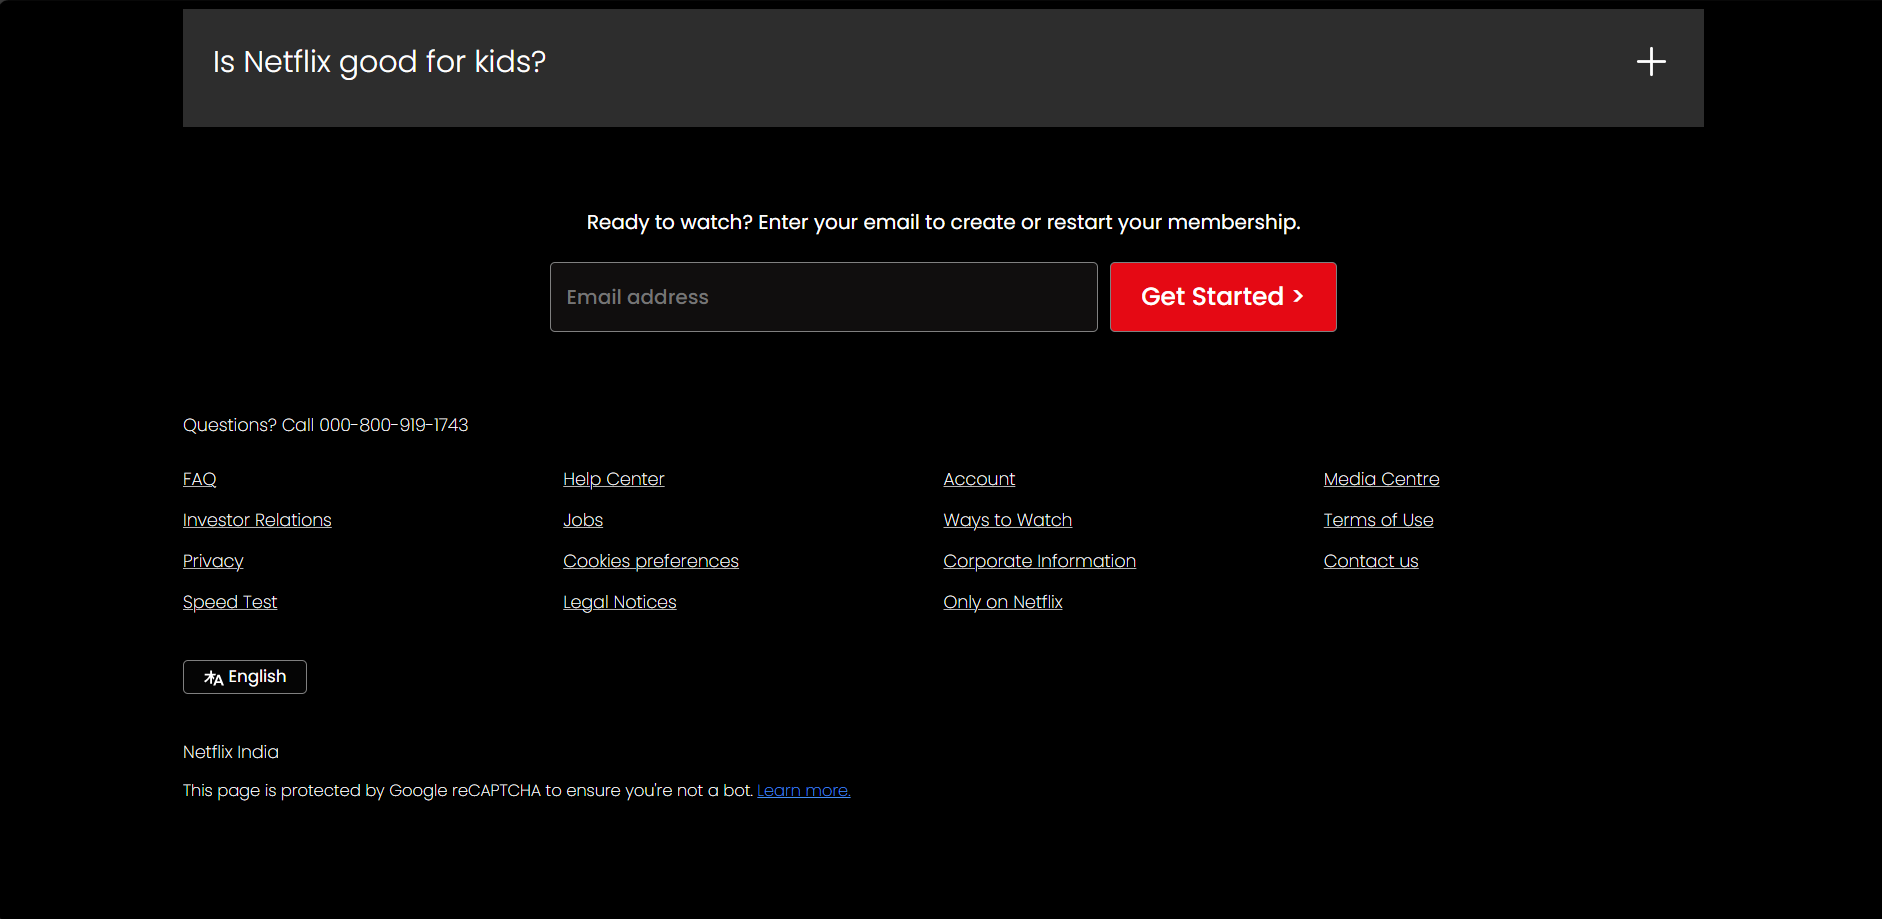 Is Netflix good for kids?
Ready to watch? Enter your email to create or restart your membership.
Email address
Get Started >
Questions? Call 000-800-919-1743
FAQ
Help Center
Account
Media Centre
Investor Relations
Jobs
Ways to Watch
Terms of Use
Privacy
Cookies preferences
Corporate Information
Contact us
Speed Test
Legal Notices
Only on Netflix
English
Netflix India
This page is protected by Google reCAPTCHA to ensure you're not a bot. Learn more.